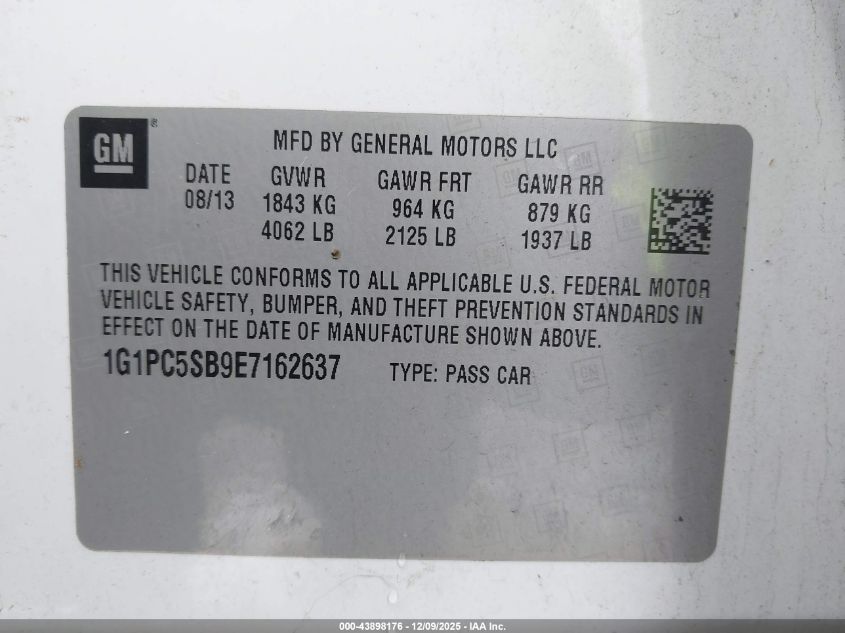 GM ®
MFD BY GENERAL MOTORS LLC
DATE GVWR GAWR FRT GAWR RR
08/13 1843 KG 964 KG 879 KG
4062 LB 2125 LB 1937 LB
THIS VEHICLE CONFORMS TO ALL APPLICABLE U.S. FEDERAL MOTOR
VEHICLE SAFETY, BUMPER, AND THEFT PREVENTION STANDARDS IN
EFFECT ON THE DATE OF MANUFACTURE SHOWN ABOVE.
1G1PC5SB9E7162637 TYPE: PASS CAR
000-43898176 - 12/09/2025 - IAA Inc.